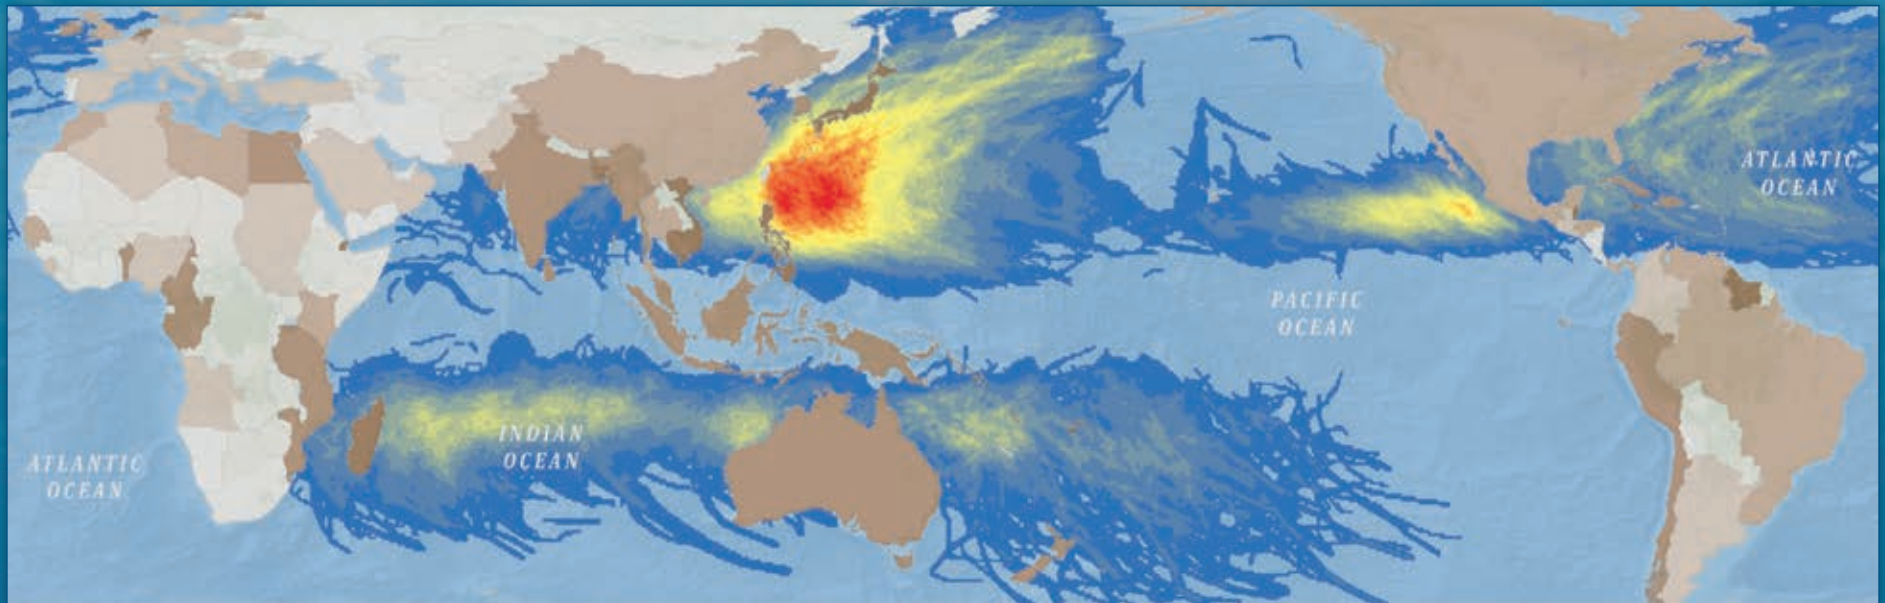 ATLANTIC
OCEAN
PACIFIC
OCEAN
INDIAN
OCEAN
ATLANTIC
OCEAN